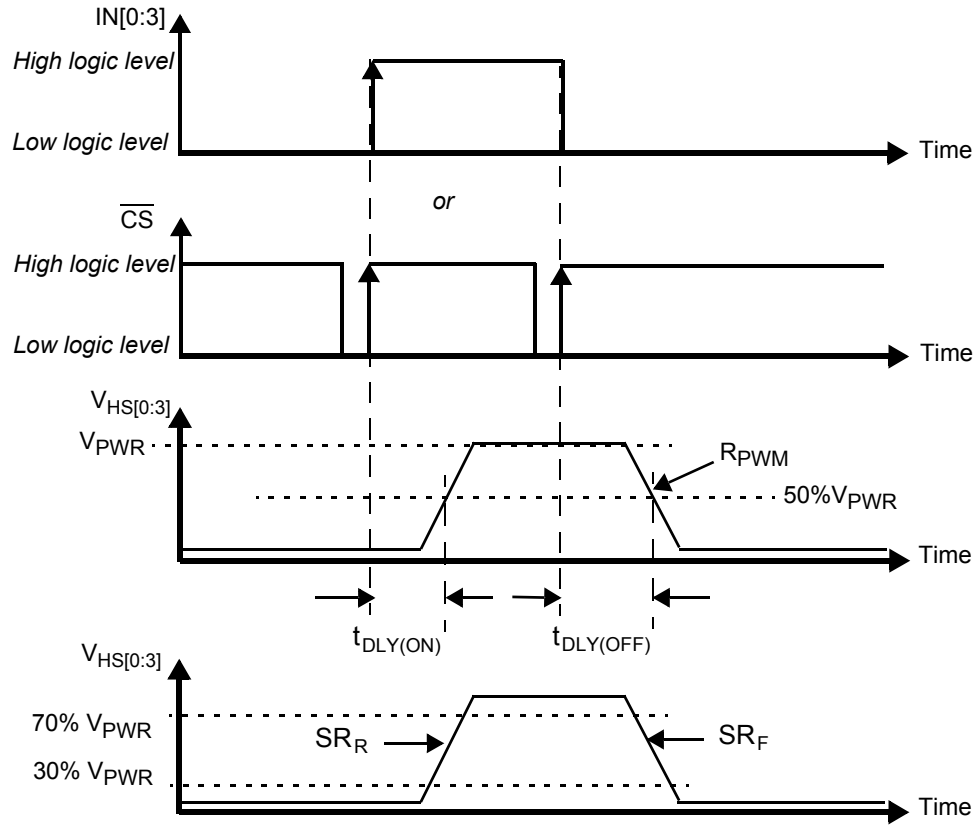 IN[0:3]
High logic level
Low logic level
Time
or
CS
High logic level
Low logic level
Time
VHS[0:3]
VPWR
RPWM
50%VPWR
Time
tDLY(ON)
tDLY(OFF)
VHS[0:3]
70% VPWR
SRR
SRF
30% VPWR
Time